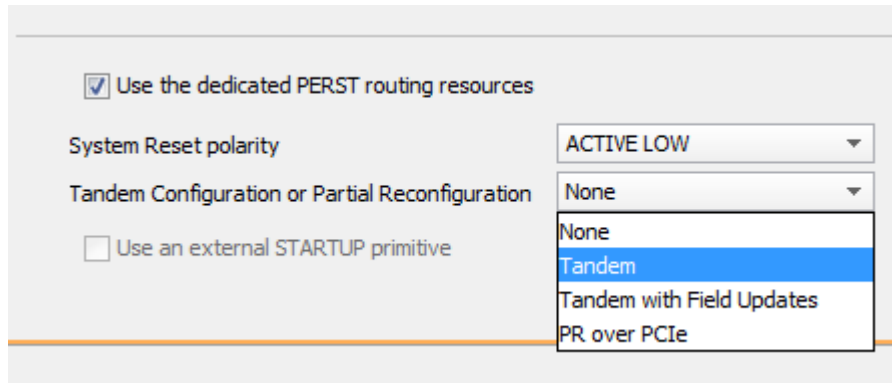 Use the dedicated PERST routing resources
System Reset polarity ACTIVE LOW
Tandem Configuration or Partial Reconfiguration None
Use an external STARTUP primitive
None
Tandem
Tandem with Field Updates
PR over PCIe